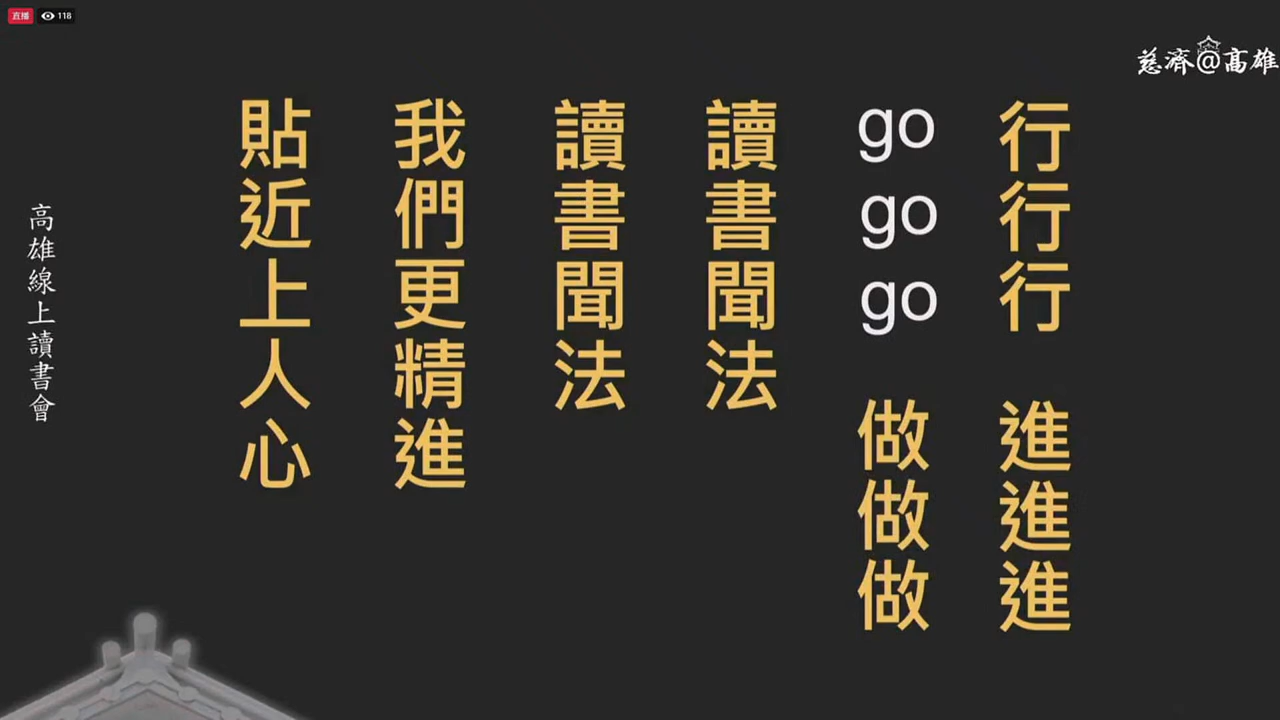 直播 118
慈濟@高雄
行行行 進進進
go go go 做做做
讀書聞法
讀書聞法
我們更精進
貼近上人心
高雄線上讀書會